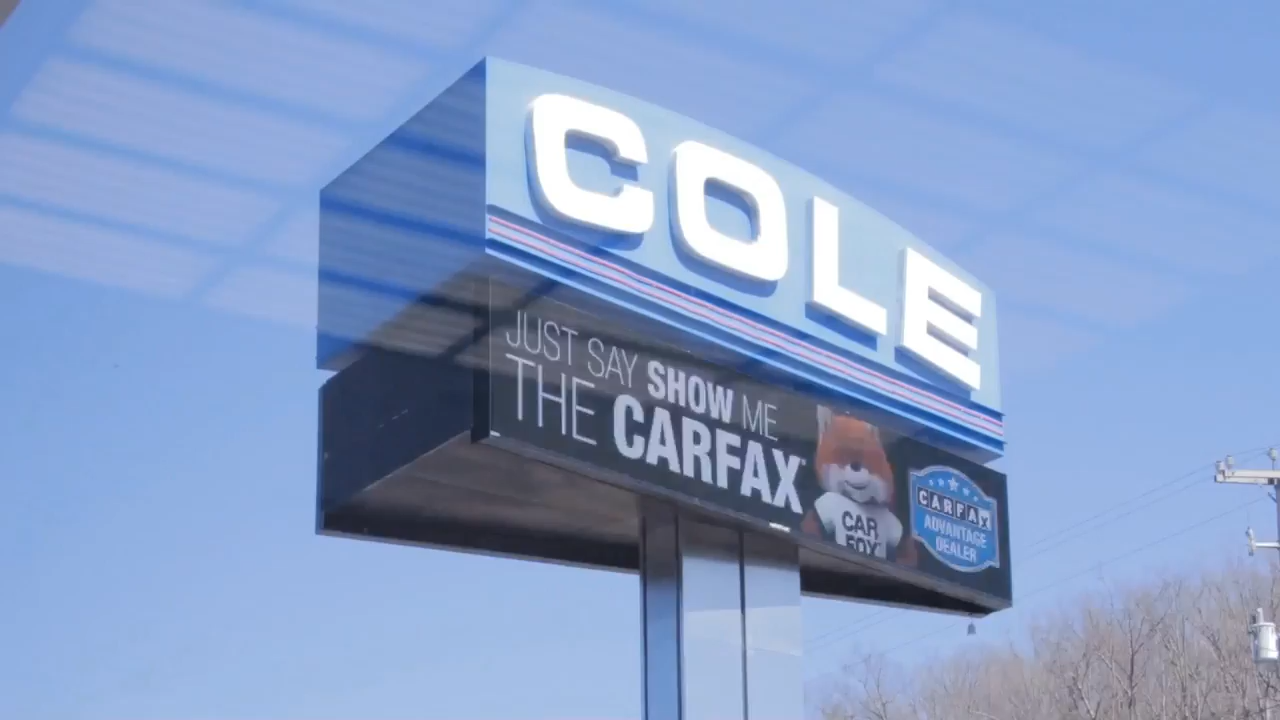 COLE
JUST SAY SHOW ME
THE CARFAX
CAR
FOX
CARFAX
ADVANTAGE
DEALER